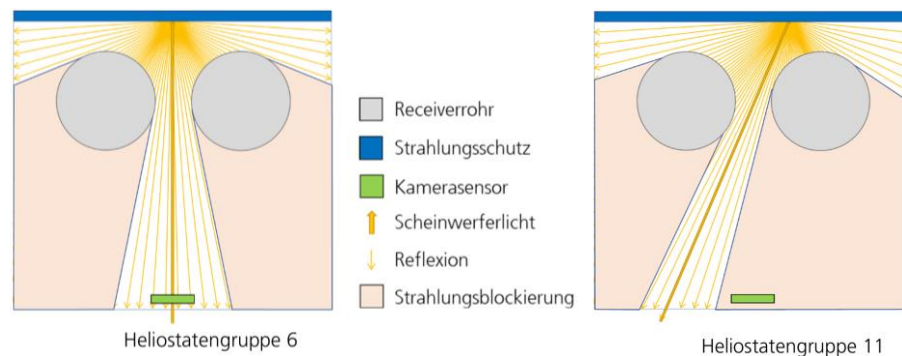 Receiverrohr
Strahlungsschutz
Kamerasensor
Scheinwerferlicht
Reflexion
Strahlungsblockierung
Heliostatengruppe 6
Heliostatengruppe 11